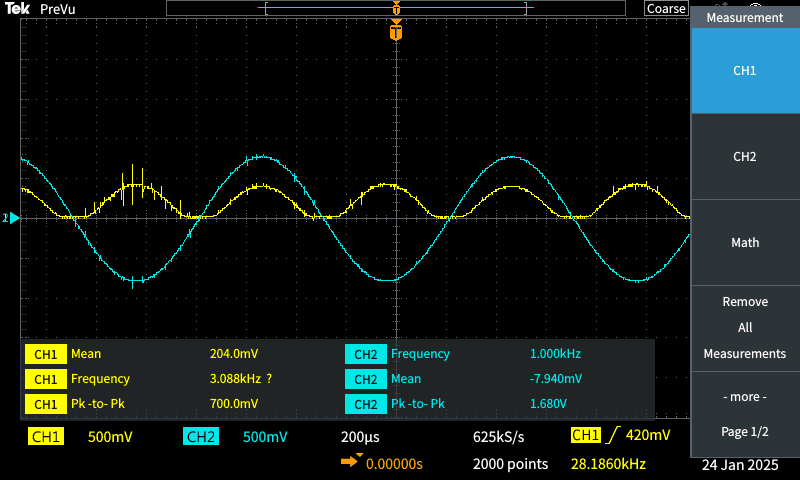 Tek PreVu
T
Coarse
T
Measurement
CH1
CH2
Math
Remove
All
Measurements
- more -
Page 1/2
2
CH1 Mean 204.0mV CH2 Frequency 1.000kHz
CH1 Frequency 3.088kHz ? CH2 Mean -7.940mV
CH1 Pk-to-Pk 700.0mV CH2 Pk-to-Pk 1.680V
CH1 500mV CH2 500mV 200µs 625kS/s CH1 420mV
0.00000s 2000 points 28.1860kHz 24 Jan 2025